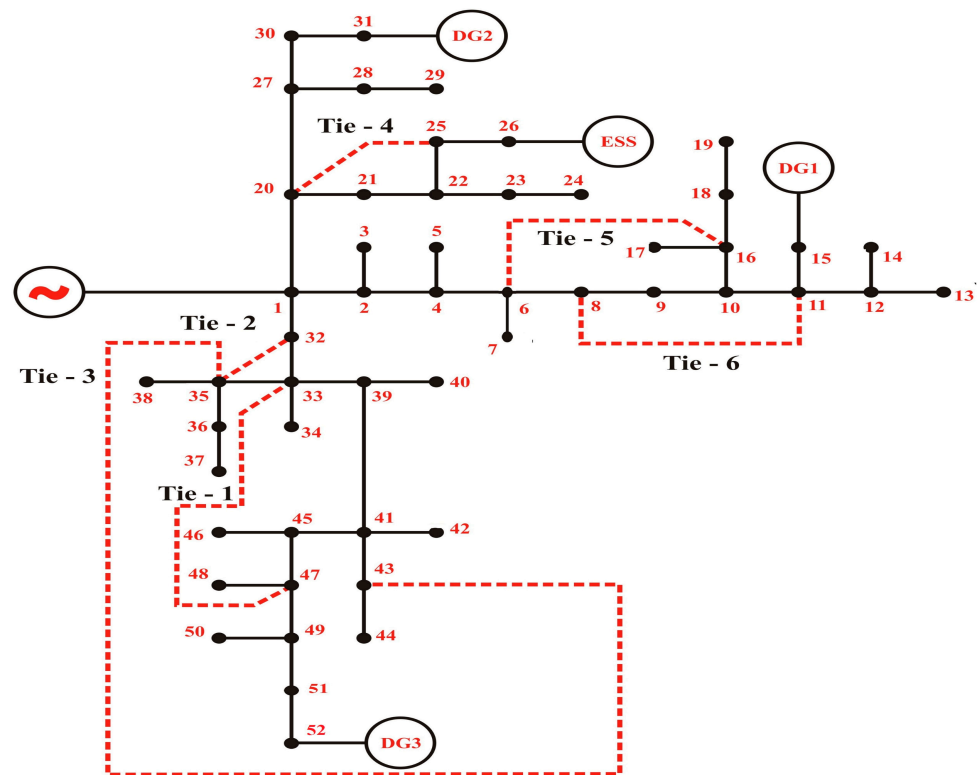 30 31 DG2
27 28 29
Tie - 4 25 26 ESS 19 DG1
20 21 22 23 24 18
3 5 Tie - 5 17 16 15 14
1 2 4 6 8 9 10 11 12 13
Tie - 2 32 7
Tie - 6
Tie - 3 38 35 33 39 40
36 34
37
Tie - 1
46 45 41 42
48 47 43
50 49 44
51
52 DG3